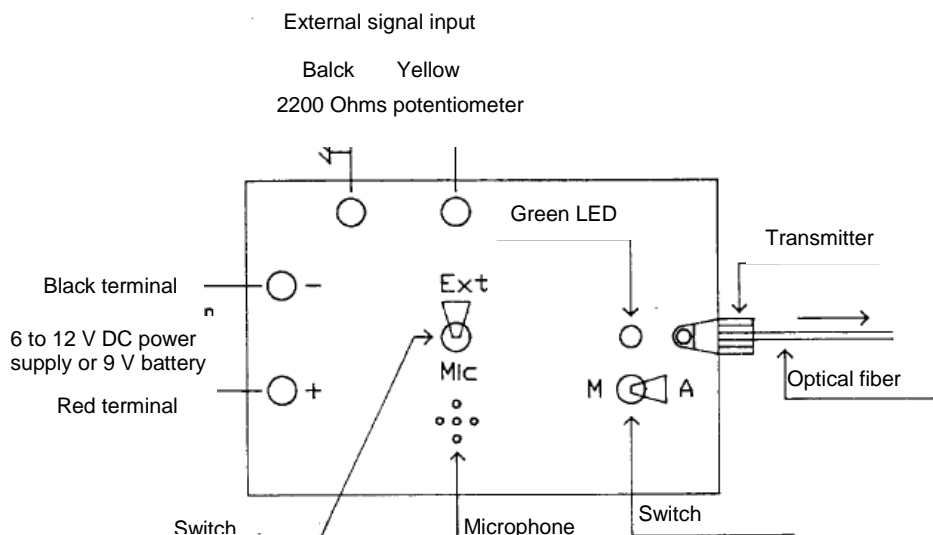 External signal input
Balck Yellow
2200 Ohms potentiometer
Green LED
Transmitter
Black terminal
-
Ext
n
6 to 12 V DC power
supply or 9 V battery
Mic
M A
Optical fiber
Red terminal
+
Switch
Microphone
Switch